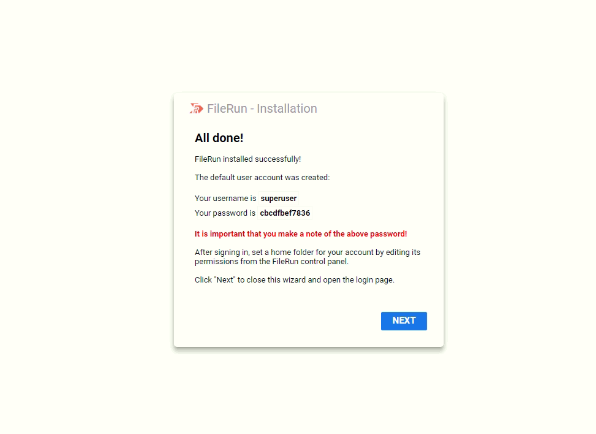 FileRun - Installation
All done!
FileRun installed successfully!
The default user account was created:
Your username is superuser
Your password is cbcdfbef7836
It is important that you make a note of the above password!
After signing in, set a home folder for your account by editing its
permissions from the FileRun control panel.
Click "Next" to close this wizard and open the login page.
NEXT